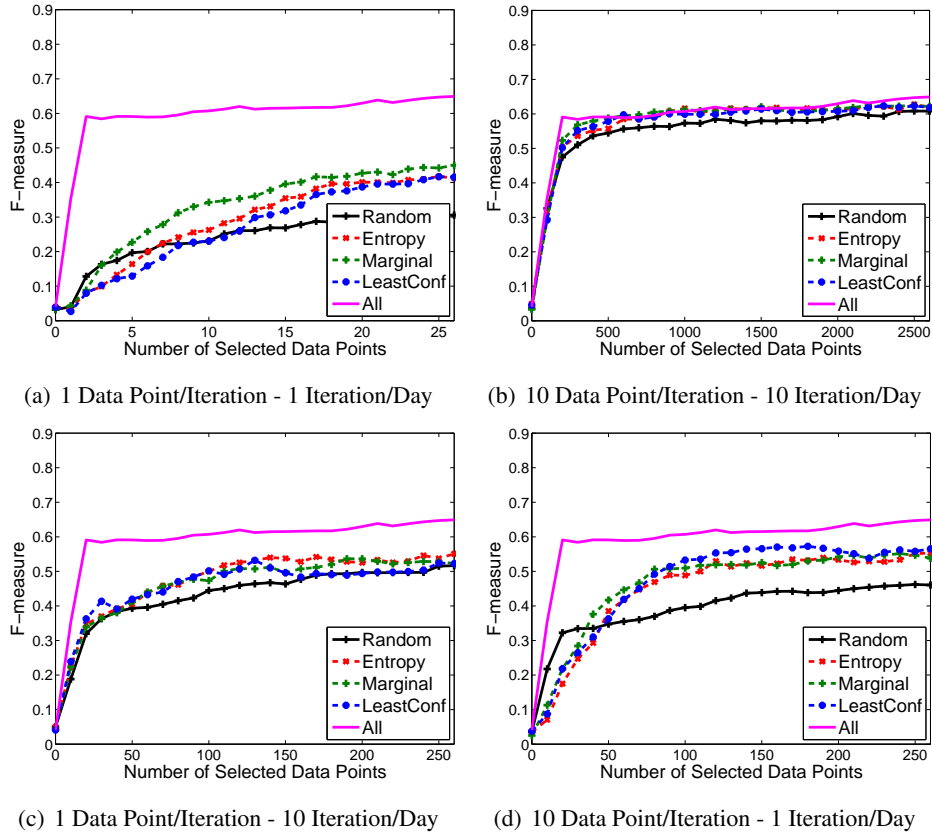 0.9
0.8
0.7
0.6
0.5
0.4
0.3
0.2
0.1
0
F-measure
0 5 10 15 20 25
Number of Selected Data Points
Random
Entropy
Marginal
LeastConf
All
(a) 1 Data Point/Iteration - 1 Iteration/Day
0.9
0.8
0.7
0.6
0.5
0.4
0.3
0.2
0.1
0
F-measure
0 500 1000 1500 2000 2500
Number of Selected Data Points
Random
Entropy
Marginal
LeastConf
All
(b) 10 Data Point/Iteration - 10 Iteration/Day
0.9
0.8
0.7
0.6
0.5
0.4
0.3
0.2
0.1
0
F-measure
0 50 100 150 200 250
Number of Selected Data Points
Random
Entropy
Marginal
LeastConf
All
(c) 1 Data Point/Iteration - 10 Iteration/Day
0.9
0.8
0.7
0.6
0.5
0.4
0.3
0.2
0.1
0
F-measure
0 50 100 150 200 250
Number of Selected Data Points
Random
Entropy
Marginal
LeastConf
All
(d) 10 Data Point/Iteration - 1 Iteration/Day